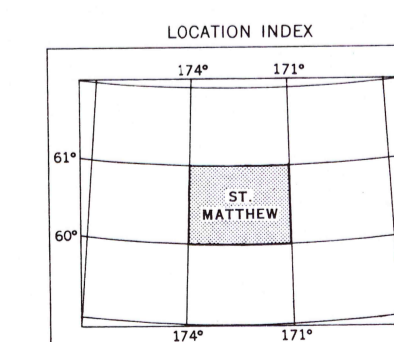 LOCATION INDEX
174° 171°
61°
ST.
MATTHEW
60°
174° 171°